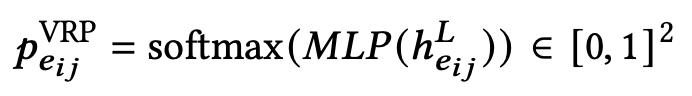 p_{e_{ij}}^{VRP} = softmax(MLP(h_{e_{ij}}^{L})) ∈ [0, 1]^2